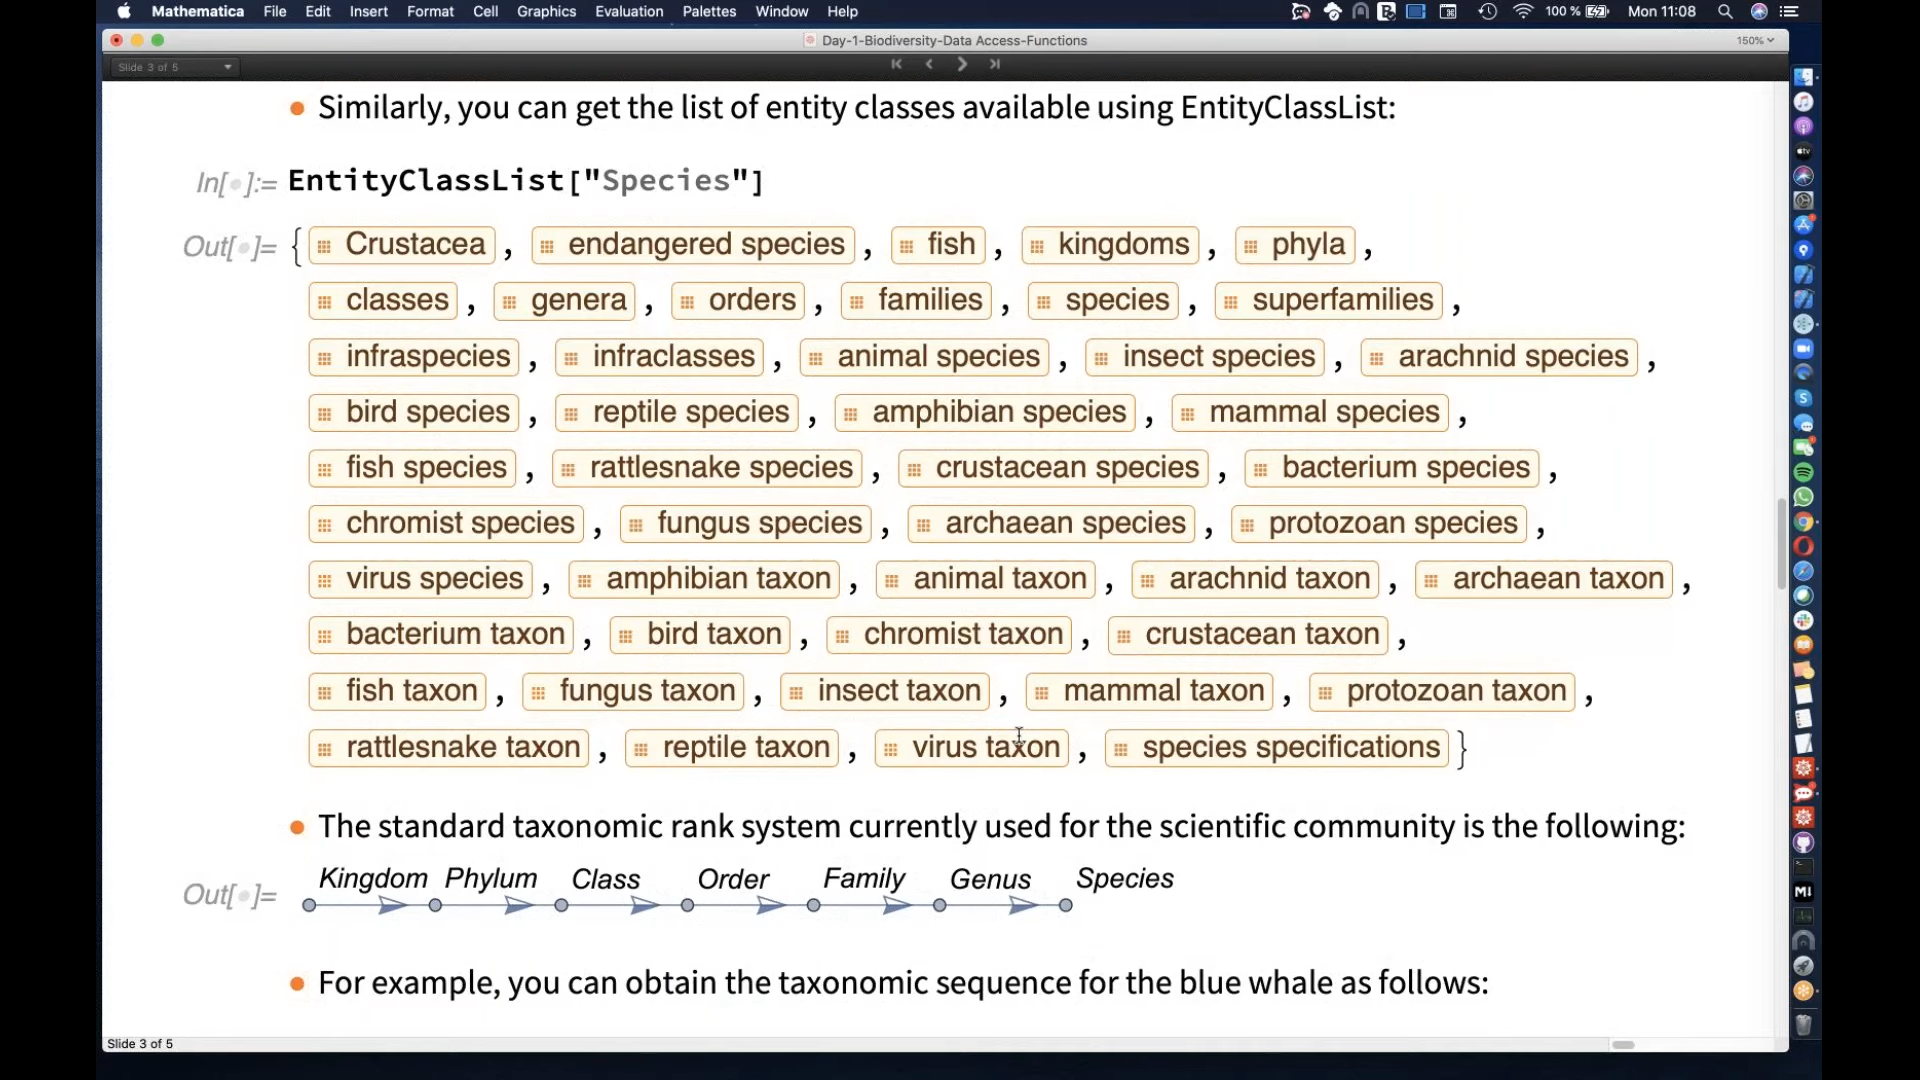 Mathematica File Edit Insert Format Cell Graphics Evaluation Palettes Window Help 100 % Mon 11:08
Day-1-Biodiversity-Data Access-Functions 150%
Slide 3 of 5
• Similarly, you can get the list of entity classes available using EntityClassList:
In[•]:= EntityClassList["Species"]
Out[•]= { Crustacea , endangered species , fish , kingdoms , phyla ,
classes , genera , orders , families , species , superfamilies ,
infraspecies , infraclasses , animal species , insect species , arachnid species ,
bird species , reptile species , amphibian species , mammal species ,
fish species , rattlesnake species , crustacean species , bacterium species ,
chromist species , fungus species , archaean species , protozoan species ,
virus species , amphibian taxon , animal taxon , arachnid taxon , archaean taxon ,
bacterium taxon , bird taxon , chromist taxon , crustacean taxon ,
fish taxon , fungus taxon , insect taxon , mammal taxon , protozoan taxon ,
rattlesnake taxon , reptile taxon , virus taxon , species specifications }
• The standard taxonomic rank system currently used for the scientific community is the following:
Out[•]= Kingdom Phylum Class Order Family Genus Species
• For example, you can obtain the taxonomic sequence for the blue whale as follows:
Slide 3 of 5